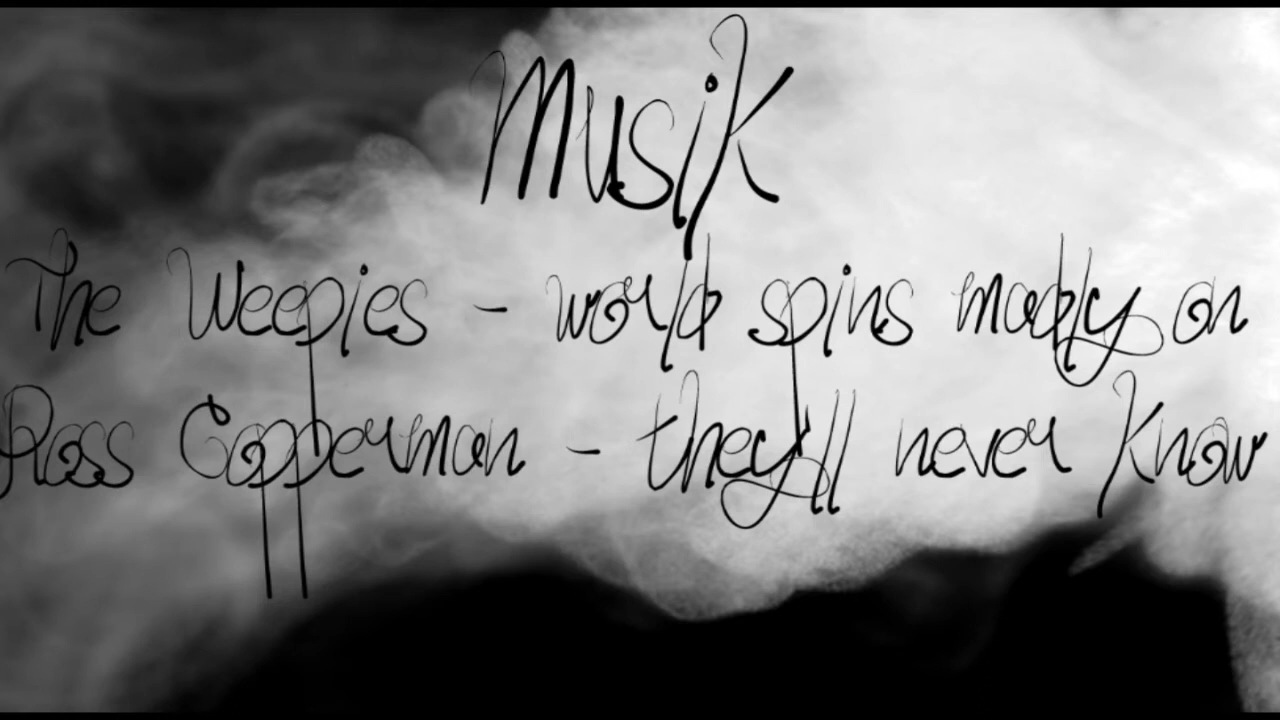 Musik
The Weepies - world spins madly on
Ross Copperman - they'll never know